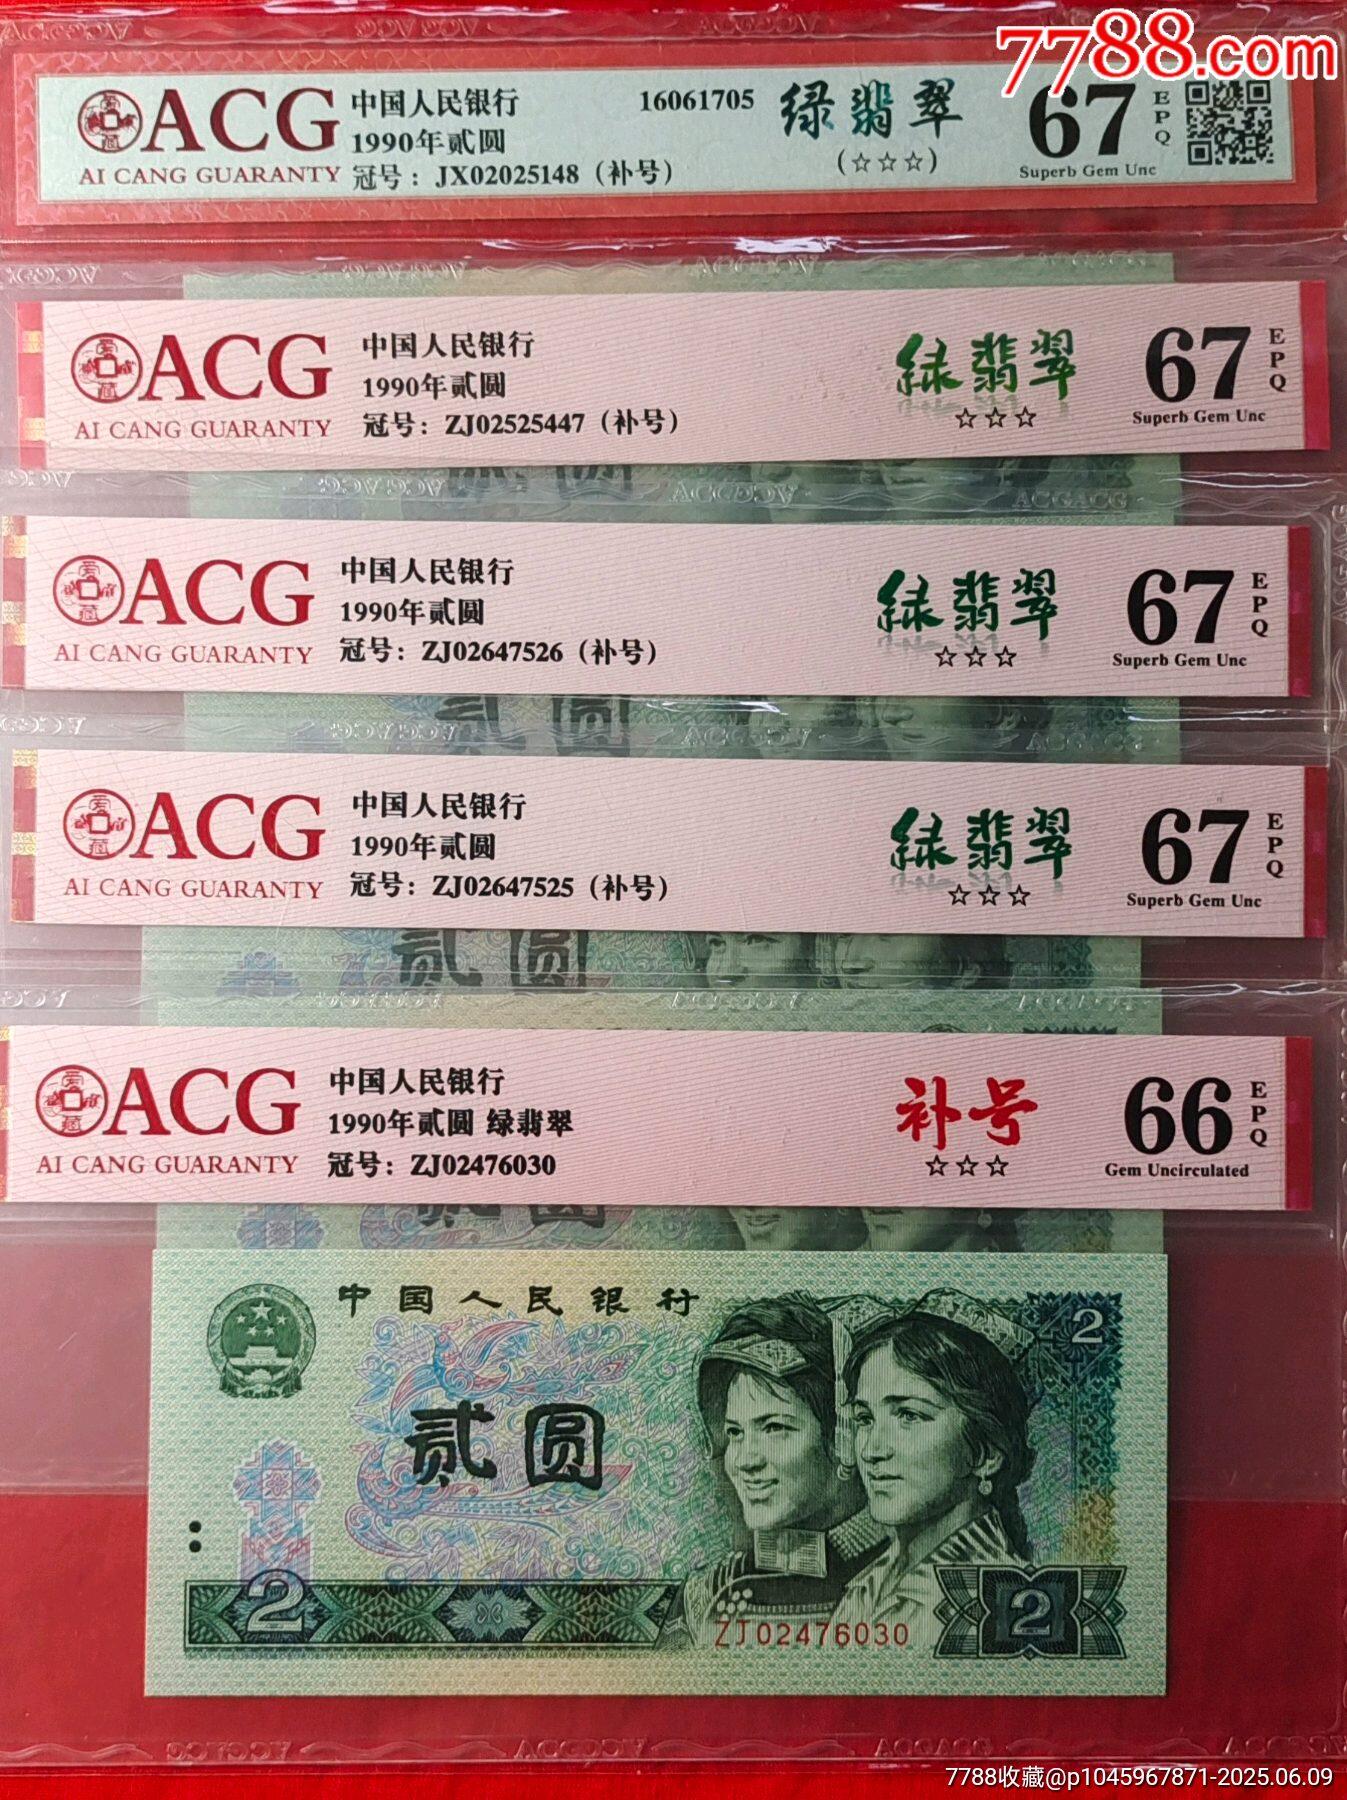 7788.com
ACG
AI CANG GUARANTY
中国人民银行
1990年贰圆
冠号：JX02025148（补号）
16061705
绿翡翠
(☆☆☆)
67
EPQ
Superb Gem Unc
ACG
AI CANG GUARANTY
中国人民银行
1990年贰圆
冠号：ZJ02525447（补号）
绿翡翠
☆☆☆
67
EPQ
Superb Gem Unc
ACG
AI CANG GUARANTY
中国人民银行
1990年贰圆
冠号：ZJ02647526（补号）
绿翡翠
☆☆☆
67
EPQ
Superb Gem Unc
贰圆
ACG
AI CANG GUARANTY
中国人民银行
1990年贰圆
冠号：ZJ02647525（补号）
绿翡翠
☆☆☆
67
EPQ
Superb Gem Unc
贰圆
ACG
AI CANG GUARANTY
中国人民银行
1990年贰圆 绿翡翠
冠号：ZJ02476030
补号
☆☆☆
66
EPQ
Gem Uncirculated
中国人民银行
2
贰圆
2
ZJ02476030
2
7788收藏@p1045967871-2025.06.09